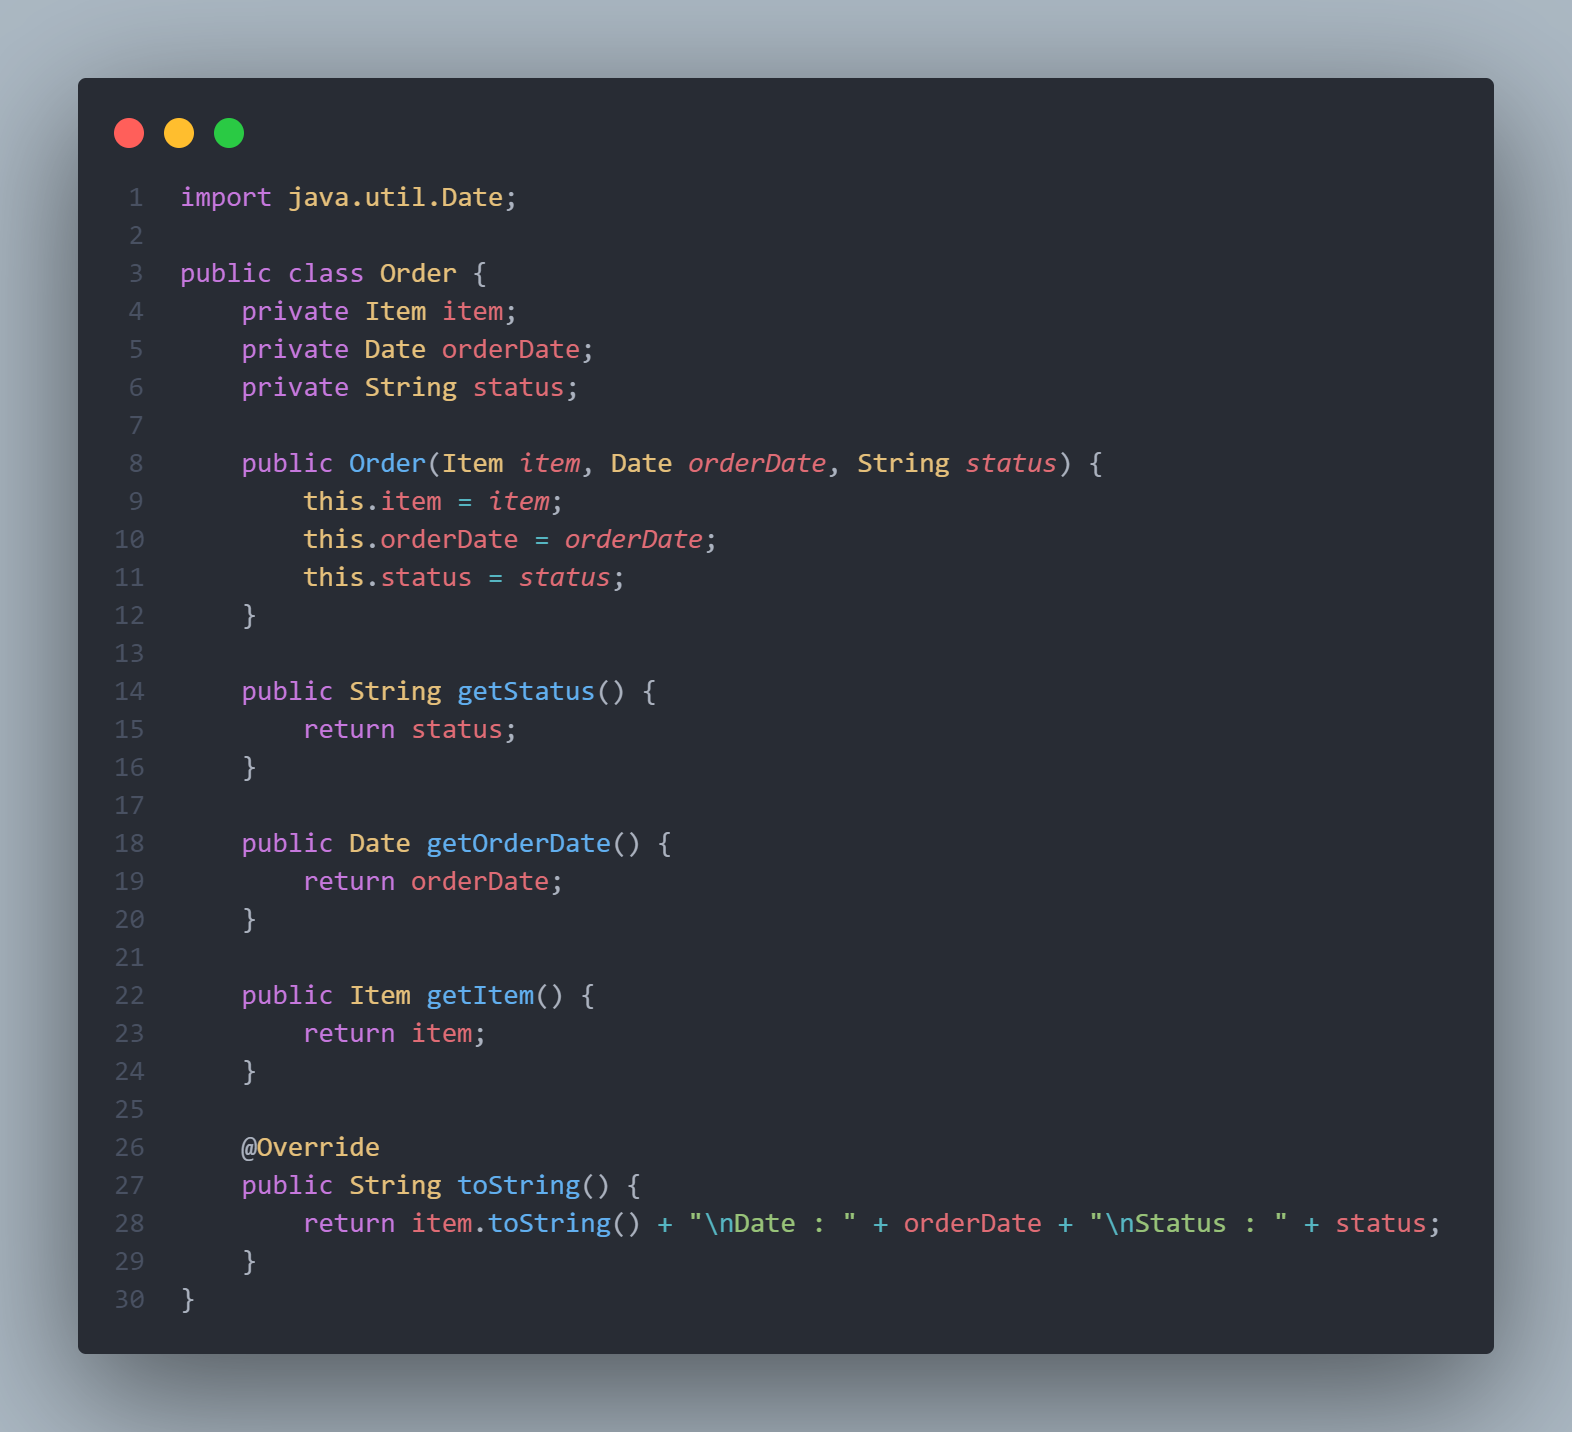 1 import java.util.Date;
2
3 public class Order {
4     private Item item;
5     private Date orderDate;
6     private String status;
7
8     public Order(Item item, Date orderDate, String status) {
9         this.item = item;
10         this.orderDate = orderDate;
11         this.status = status;
12     }
13
14     public String getStatus() {
15         return status;
16     }
17
18     public Date getOrderDate() {
19         return orderDate;
20     }
21
22     public Item getItem() {
23         return item;
24     }
25
26     @Override
27     public String toString() {
28         return item.toString() + "\nDate : " + orderDate + "\nStatus : " + status;
29     }
30 }